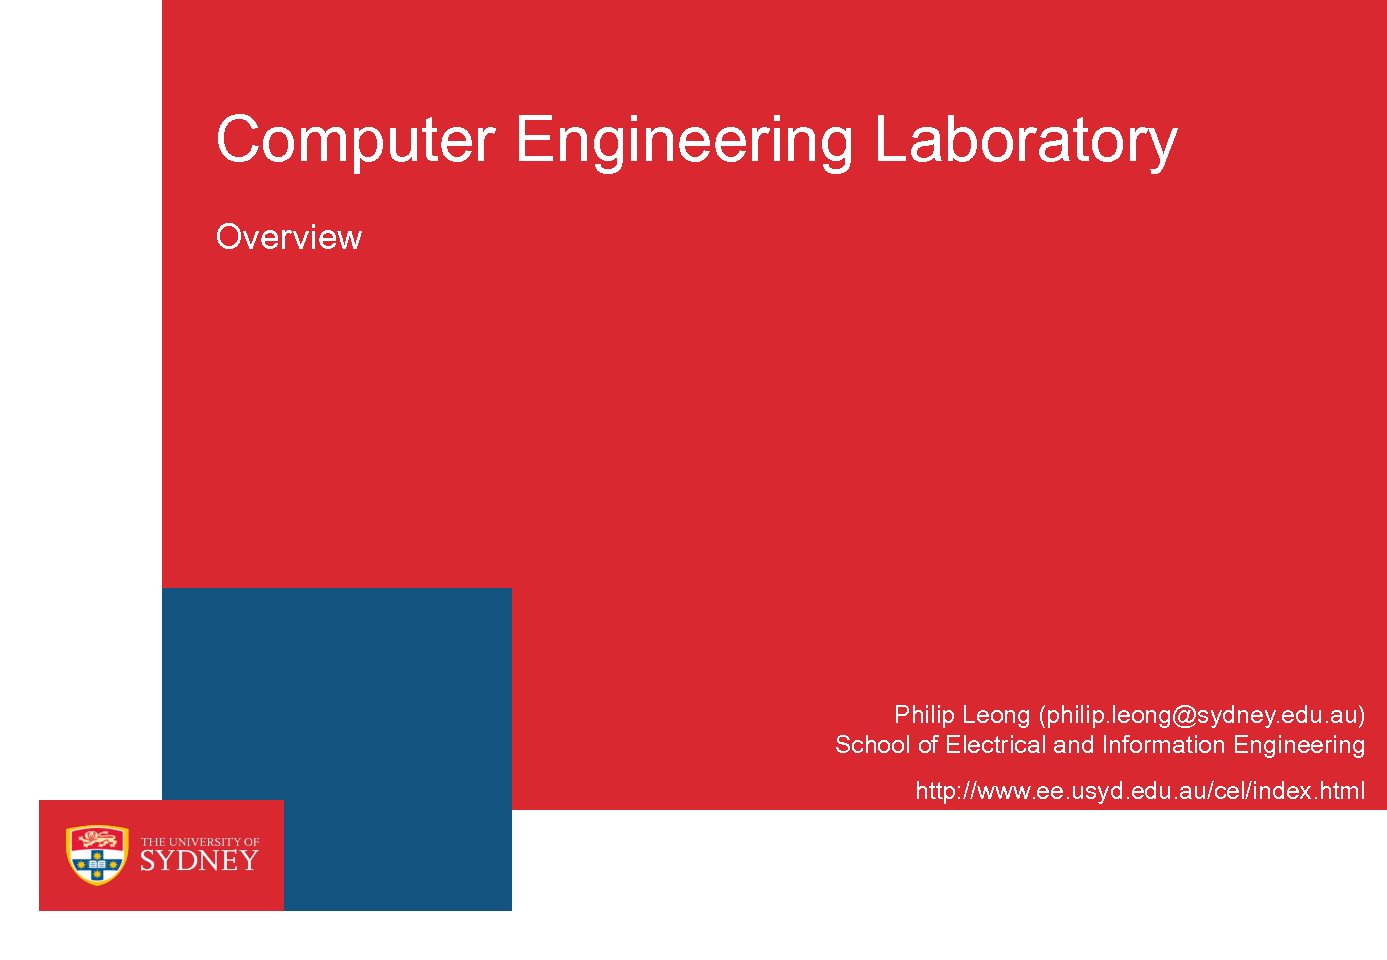 Computer Engineering Laboratory
Overview
Philip Leong (philip.leong@sydney.edu.au)
School of Electrical and Information Engineering
http://www.ee.usyd.edu.au/cel/index.html
THE UNIVERSITY OF
SYDNEY